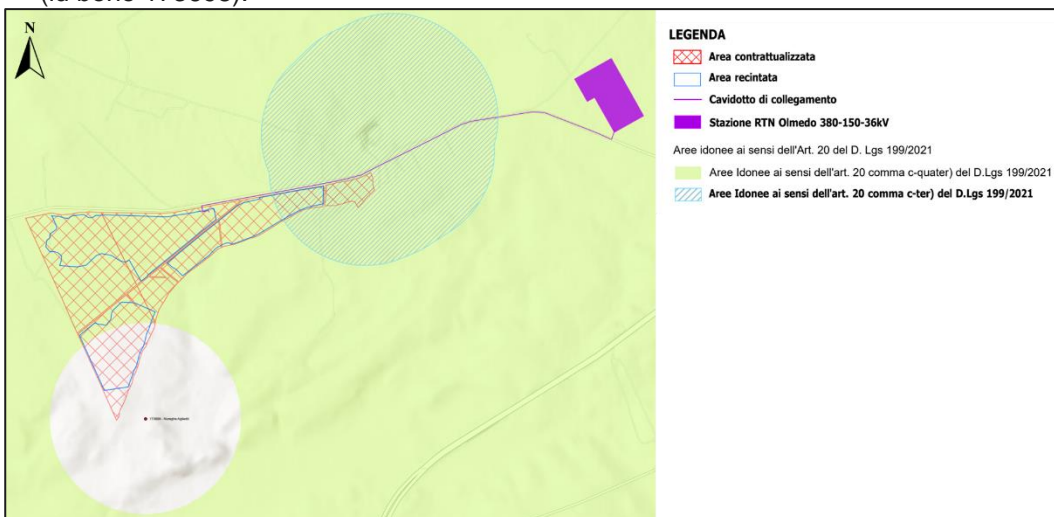 N
LEGENDA
Area contrattualizzata
Area recintata
Cavidotto di collegamento
Stazione RTN Olmedo 380-150-36kV
Aree idonee ai sensi dell'Art. 20 del D. Lgs 199/2021
Aree Idonee ai sensi dell'art. 20 comma c-quater) del D.Lgs 199/2021
Aree Idonee ai sensi dell'art. 20 comma c-ter) del D.Lgs 199/2021